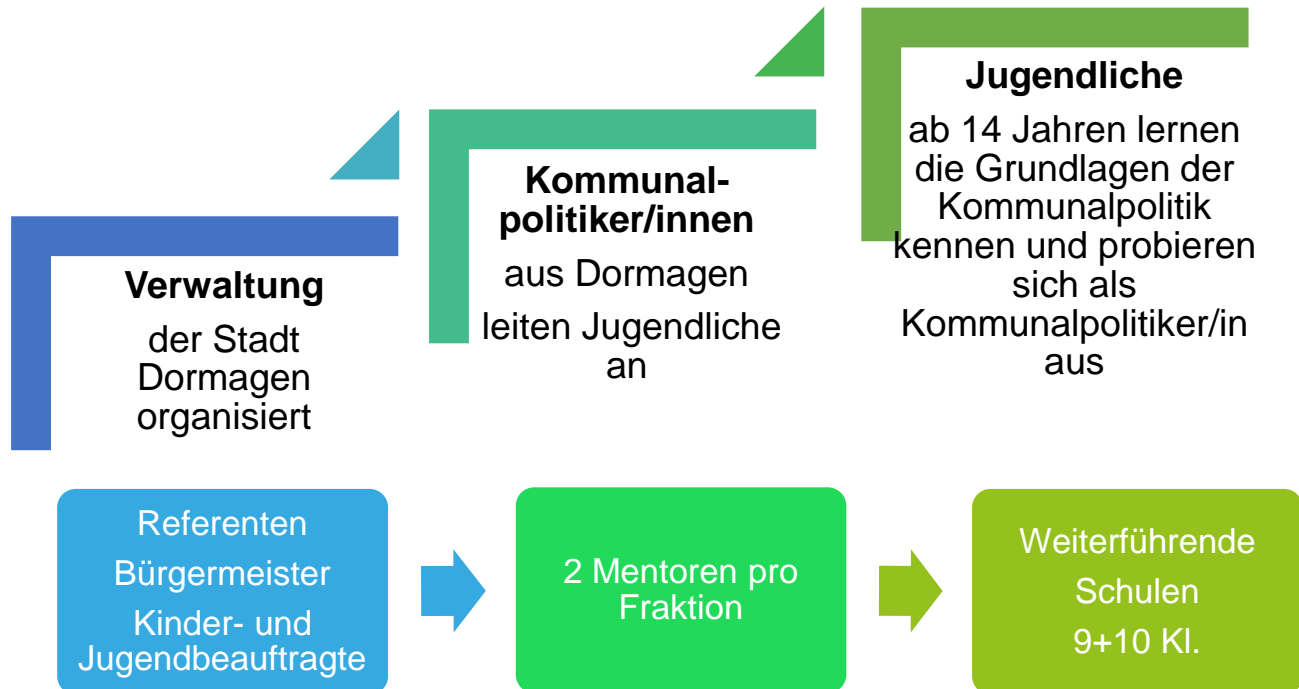 Verwaltung
der Stadt
Dormagen
organisiert
Kommunal-
politiker/innen
aus Dormagen
leiten Jugendliche
an
Jugendliche
ab 14 Jahren lernen
die Grundlagen der
Kommunalpolitik
kennen und probieren
sich als
Kommunalpolitiker/in
aus
Referenten
Bürgermeister
Kinder- und
Jugendbeauftragte
2 Mentoren pro
Fraktion
Weiterführende
Schulen
9+10 Kl.